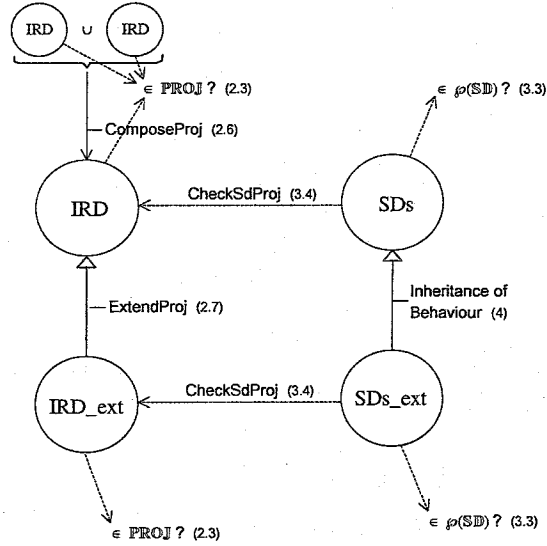 IRD ∪ IRD
∈ ℙℝ𝕆𝕁 ? (2.3)
∈ ℘(𝕊𝔻) ? (3.3)
ComposeProj (2.6)
CheckSdProj (3.4)
IRD
SDs
ExtendProj (2.7)
Inheritance of
Behaviour (4)
CheckSdProj (3.4)
IRD_ext
SDs_ext
∈ ℙℝ𝕆𝕁 ? (2.3)
∈ ℘(𝕊𝔻) ? (3.3)